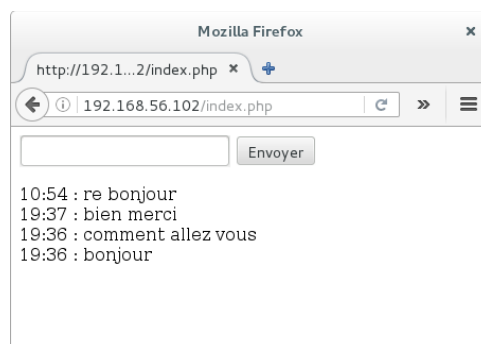 Mozilla Firefox
http://192.1...2/index.php
192.168.56.102/index.php
Envoyer
10:54 : re bonjour
19:37 : bien merci
19:36 : comment allez vous
19:36 : bonjour